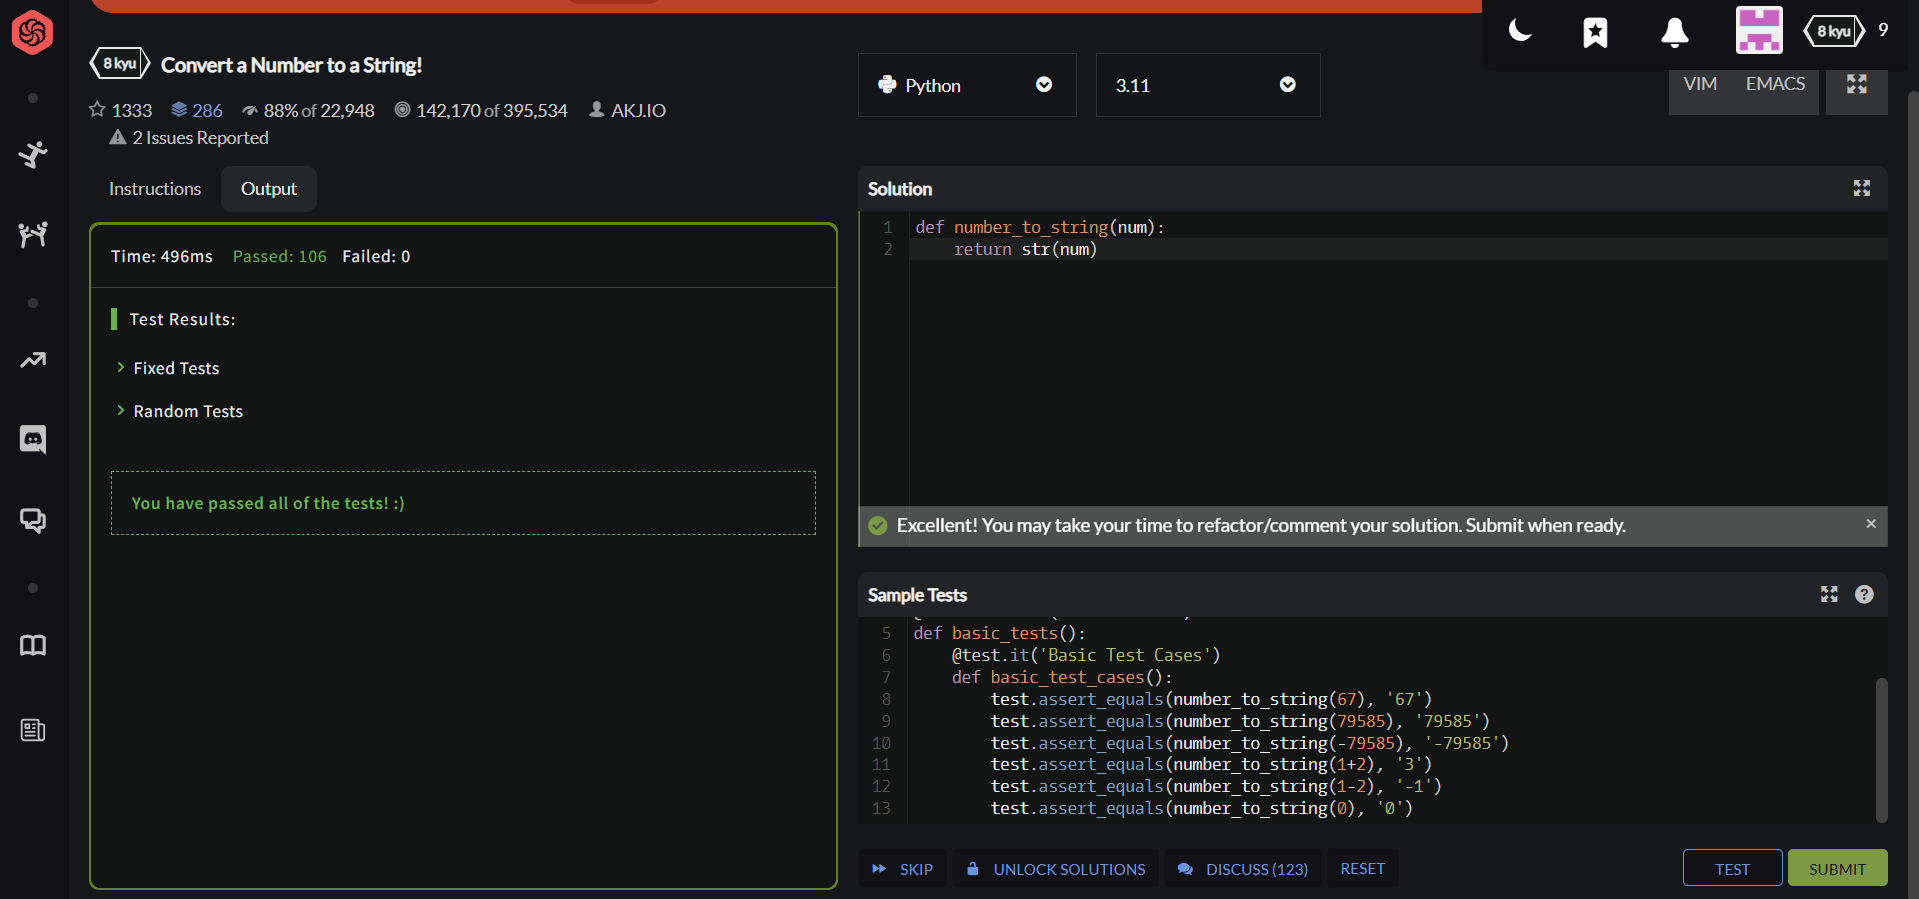 8 kyu 9
8 kyu Convert a Number to a String!
1333 286 88% of 22,948 142,170 of 395,534 AKJ.IO
2 Issues Reported
Python 3.11 VIM EMACS
Instructions Output
Time: 496ms Passed: 106 Failed: 0
Test Results:
Fixed Tests
Random Tests
You have passed all of the tests! :)
Solution
1 def number_to_string(num):
2 return str(num)
Excellent! You may take your time to refactor/comment your solution. Submit when ready. ×
Sample Tests
5 def basic_tests():
6 @test.it('Basic Test Cases')
7 def basic_test_cases():
8 test.assert_equals(number_to_string(67), '67')
9 test.assert_equals(number_to_string(79585), '79585')
10 test.assert_equals(number_to_string(-79585), '-79585')
11 test.assert_equals(number_to_string(1+2), '3')
12 test.assert_equals(number_to_string(1-2), '-1')
13 test.assert_equals(number_to_string(0), '0')
SKIP UNLOCK SOLUTIONS DISCUSS (123) RESET TEST SUBMIT